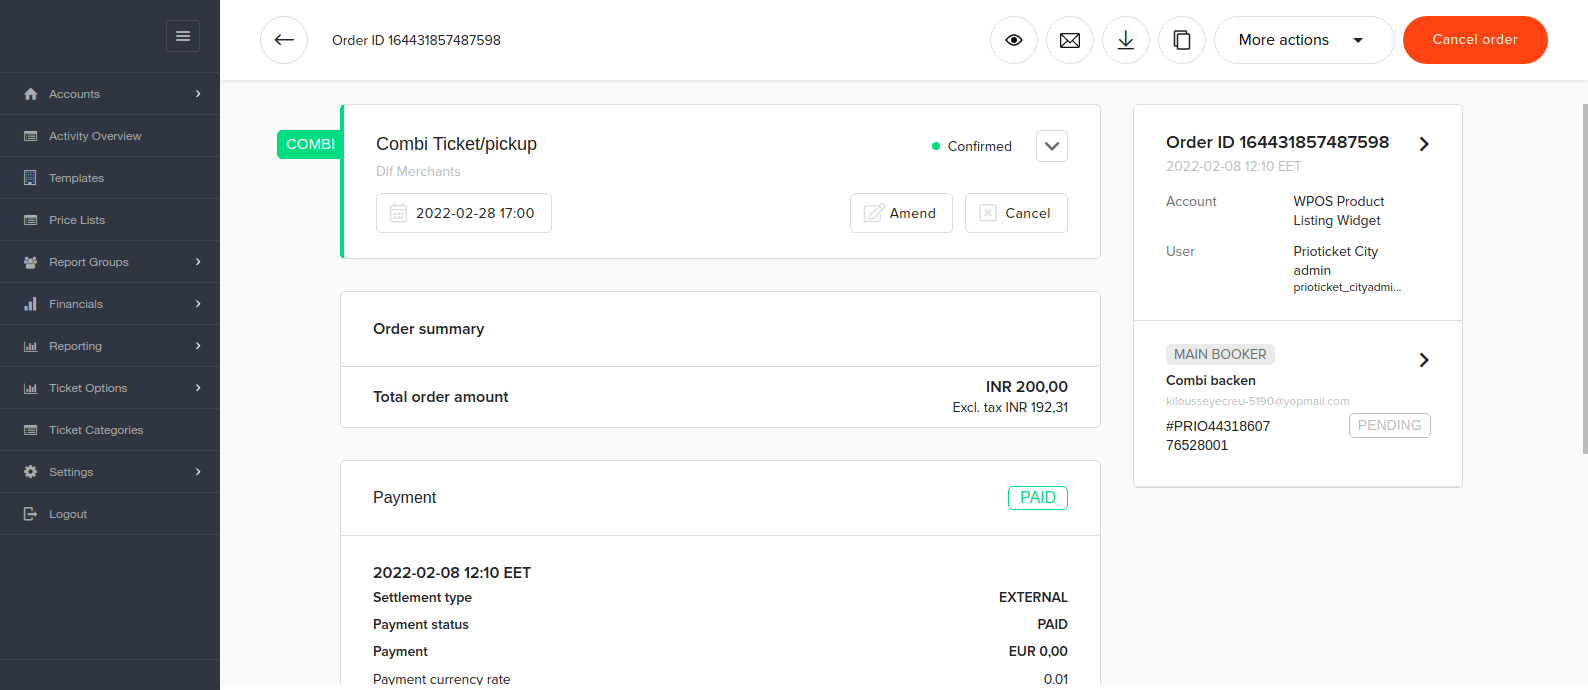 Order ID 164431857487598
More actions
Cancel order
Accounts
Activity Overview
Templates
Price Lists
Report Groups
Financials
Reporting
Ticket Options
Ticket Categories
Settings
Logout
COMBI
Combi Ticket/pickup
Confirmed
Dlf Merchants
2022-02-28 17:00
Amend
Cancel
Order summary
Total order amount
INR 200,00
Excl. tax INR 192,31
Payment
PAID
2022-02-08 12:10 EET
Settlement type
EXTERNAL
Payment status
PAID
Payment
EUR 0,00
Payment currency rate
0.01
Order ID 164431857487598
2022-02-08 12:10 EET
Account
WPOS Product
Listing Widget
User
Prioticket City
admin
prioticket_cityadmi...
MAIN BOOKER
Combi backen
kilousseyecreu-5190@yopmail.com
#PRIO44318607
76528001
PENDING